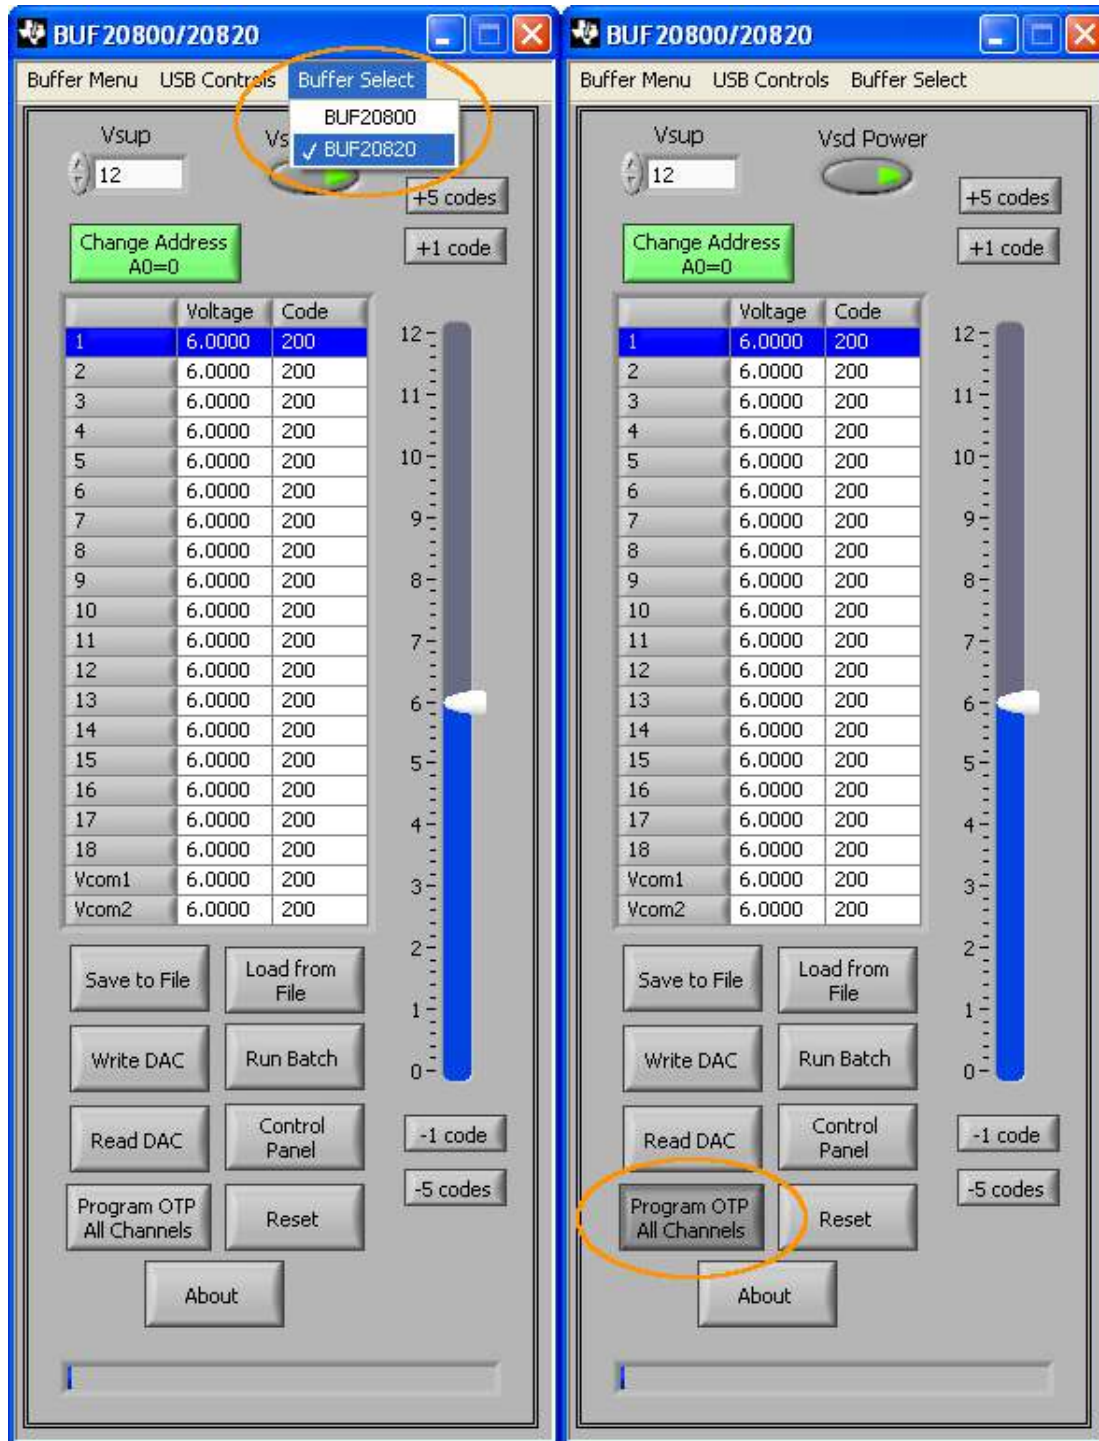 BUF20800/20820
Buffer Menu USB Controls Buffer Select
BUF20800
✓ BUF20820
Vsup
12
+5 codes
Change Address
A0=0
+1 code
Voltage Code
1 6.0000 200
2 6.0000 200
3 6.0000 200
4 6.0000 200
5 6.0000 200
6 6.0000 200
7 6.0000 200
8 6.0000 200
9 6.0000 200
10 6.0000 200
11 6.0000 200
12 6.0000 200
13 6.0000 200
14 6.0000 200
15 6.0000 200
16 6.0000 200
17 6.0000 200
18 6.0000 200
Vcom1 6.0000 200
Vcom2 6.0000 200
12
11
10
9
8
7
6
5
4
3
2
1
0
Save to File
Load from
File
Write DAC
Run Batch
Read DAC
Control
Panel
-1 code
Program OTP
All Channels
Reset
-5 codes
About
BUF20800/20820
Buffer Menu USB Controls Buffer Select
Vsup
Vsd Power
12
+5 codes
Change Address
A0=0
+1 code
Voltage Code
1 6.0000 200
2 6.0000 200
3 6.0000 200
4 6.0000 200
5 6.0000 200
6 6.0000 200
7 6.0000 200
8 6.0000 200
9 6.0000 200
10 6.0000 200
11 6.0000 200
12 6.0000 200
13 6.0000 200
14 6.0000 200
15 6.0000 200
16 6.0000 200
17 6.0000 200
18 6.0000 200
Vcom1 6.0000 200
Vcom2 6.0000 200
12
11
10
9
8
7
6
5
4
3
2
1
0
Save to File
Load from
File
Write DAC
Run Batch
Read DAC
Control
Panel
-1 code
Program OTP
All Channels
Reset
-5 codes
About